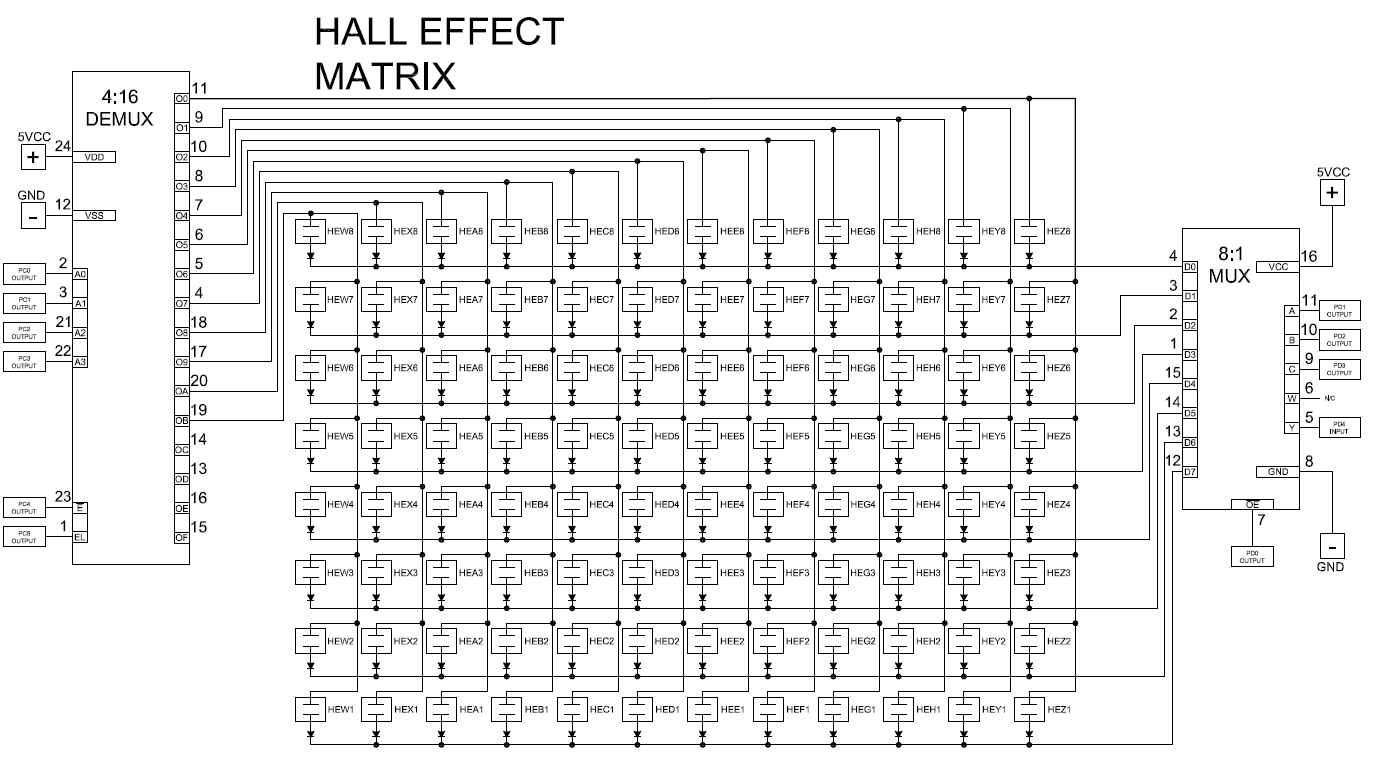 HALL EFFECT
MATRIX
4:16
DEMUX
5VCC
+
24
VDD
GND
-
12
VSS
PC0
OUTPUT
2
A0
PC1
OUTPUT
3
A1
PC2
OUTPUT
21
A2
PC3
OUTPUT
22
A3
PC4
OUTPUT
23
E
PC5
OUTPUT
1
EL
O0
11
O1
9
O2
10
O3
8
O4
7
O5
6
O6
5
O7
4
O8
18
O9
17
OA
20
OB
19
OC
14
OD
13
OE
16
OF
15
HEW8 HEX8 HEA8 HEB8 HEC8 HED8 HEE8 HEF8 HEG8 HEH8 HEY8 HEZ8
HEW7 HEX7 HEA7 HEB7 HEC7 HED7 HEE7 HEF7 HEG7 HEH7 HEY7 HEZ7
HEW6 HEX6 HEA6 HEB6 HEC6 HED6 HEE6 HEF6 HEG6 HEH6 HEY6 HEZ6
HEW5 HEX5 HEA5 HEB5 HEC5 HED5 HEE5 HEF5 HEG5 HEH5 HEY5 HEZ5
HEW4 HEX4 HEA4 HEB4 HEC4 HED4 HEE4 HEF4 HEG4 HEH4 HEY4 HEZ4
HEW3 HEX3 HEA3 HEB3 HEC3 HED3 HEE3 HEF3 HEG3 HEH3 HEY3 HEZ3
HEW2 HEX2 HEA2 HEB2 HEC2 HED2 HEE2 HEF2 HEG2 HEH2 HEY2 HEZ2
HEW1 HEX1 HEA1 HEB1 HEC1 HED1 HEE1 HEF1 HEG1 HEH1 HEY1 HEZ1
8:1
MUX
4
D0
3
D1
2
D2
1
D3
15
D4
14
D5
13
D6
12
D7
5VCC
+
16
VCC
A
11
PD1
OUTPUT
B
10
PD2
OUTPUT
C
9
PD3
OUTPUT
W
6
N/C
Y
5
PD4
INPUT
GND
8
-
GND
OE
7
PD0
OUTPUT